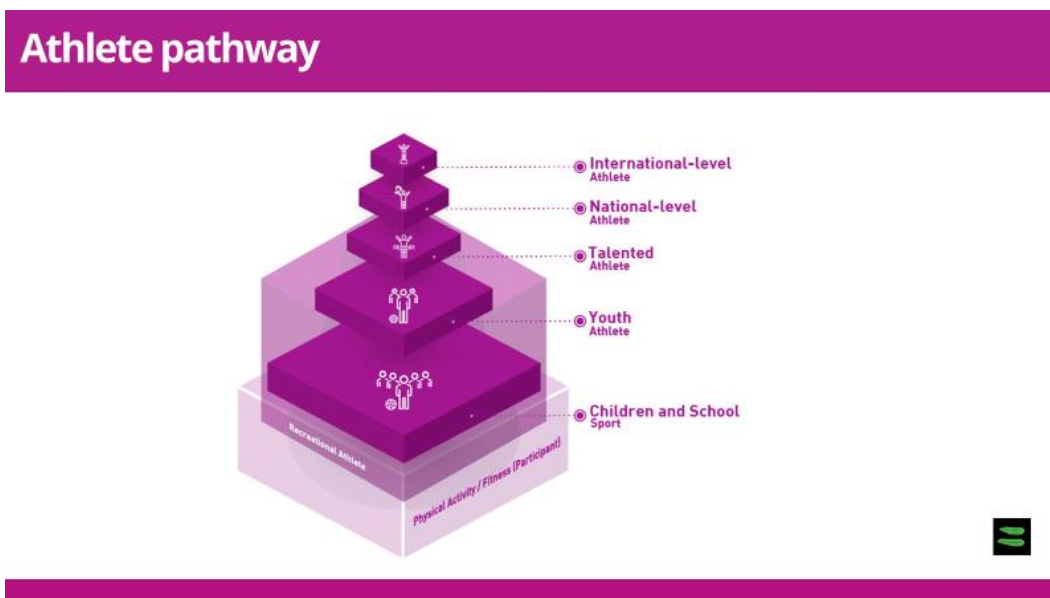 Athlete pathway
International-level
Athlete
National-level
Athlete
Talented
Athlete
Youth
Athlete
Children and School
Sport
Recreational Athlete
Physical Activity / Fitness (Participant)